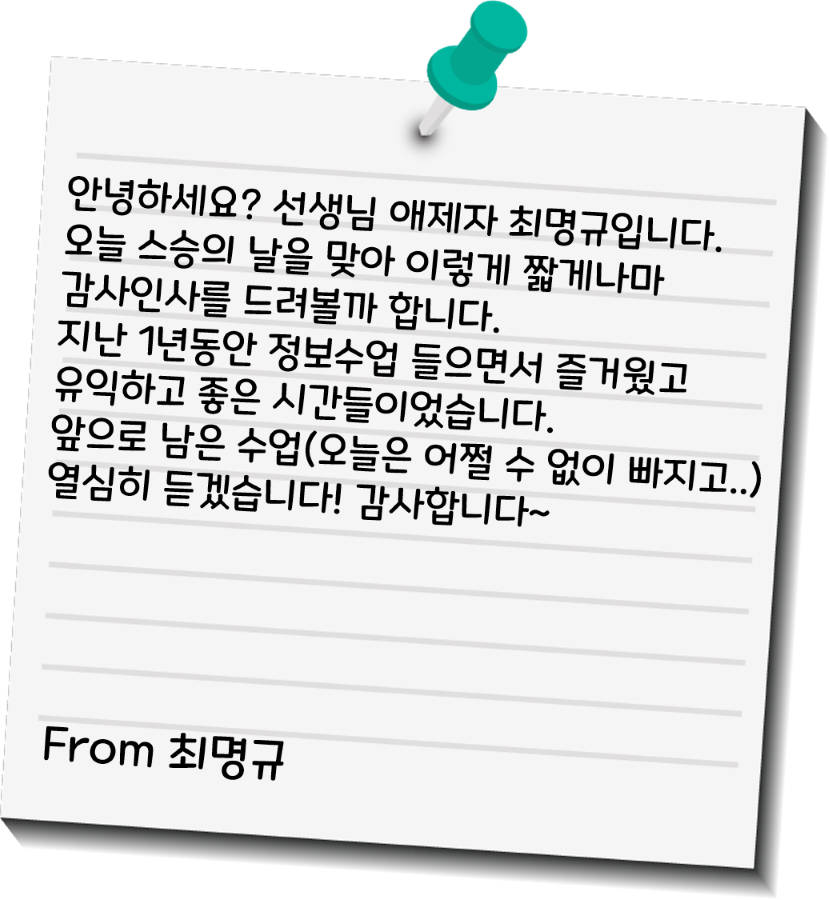 안녕하세요? 선생님 애제자 최명규입니다.
오늘 스승의 날을 맞아 이렇게 짧게나마
감사인사를 드려볼까 합니다.
지난 1년동안 정보수업 들으면서 즐거웠고
유익하고 좋은 시간들이었습니다.
앞으로 남은 수업(오늘은 어쩔 수 없이 빠지고..)
열심히 듣겠습니다! 감사합니다~
From 최명규